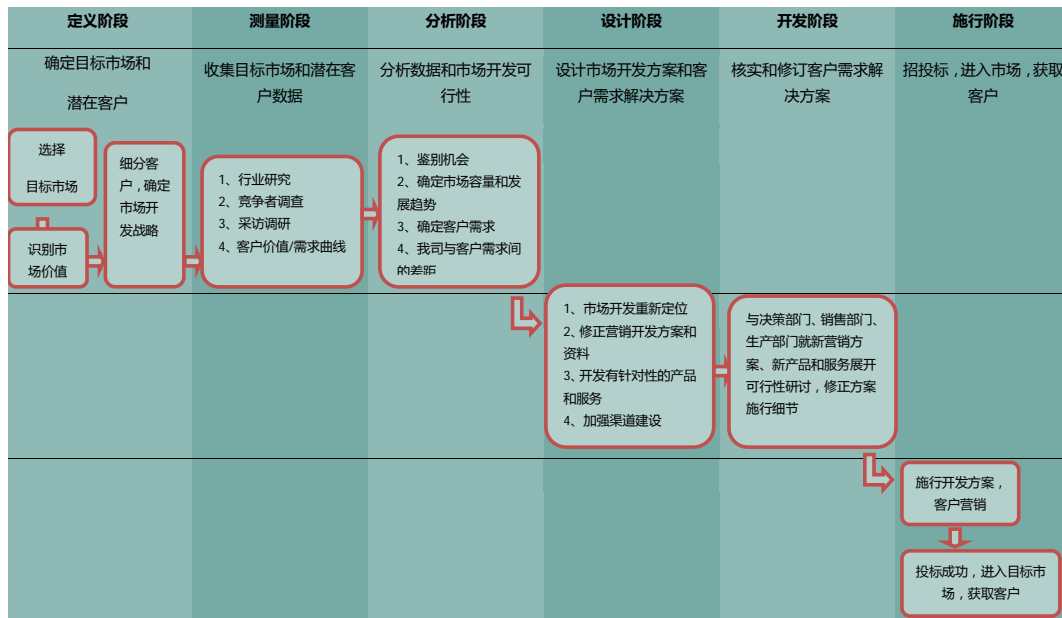 定义阶段
测量阶段
分析阶段
设计阶段
开发阶段
施行阶段
确定目标市场和
潜在客户
收集目标市场和潜在客
户数据
分析数据和市场开发可
行性
设计市场开发方案和客
户需求解决方案
核实和修订客户需求解
决方案
招投标，进入市场，获取
客户
选择
目标市场
识别市
场价值
细分客
户，确定
市场开
发战略
1、行业研究
2、竞争者调查
3、采访调研
4、客户价值/需求曲线
1、鉴别机会
2、确定市场容量和发
展趋势
3、确定客户需求
4、我司与客户需求间
的差距
1、市场开发重新定位
2、修正营销开发方案和
资料
3、开发有针对性的产品
和服务
4、加强渠道建设
与决策部门、销售部门、
生产部门就新营销方
案、新产品和服务展开
可行性研讨，修正方案
施行细节
施行开发方案，
客户营销
投标成功，进入目标市
场，获取客户